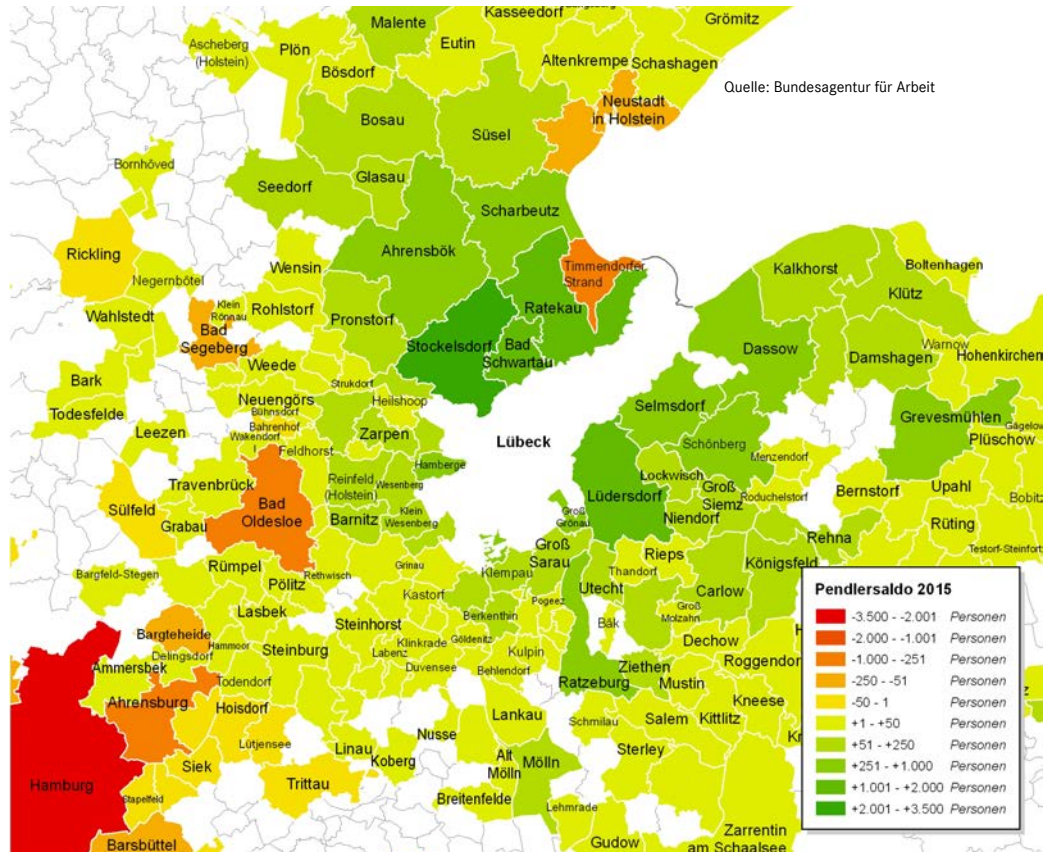 Malente
Kasseedorf
Grömitz
Ascheberg
(Holstein)
Plön
Eutin
Bösdorf
Altenkrempe
Schashagen
Quelle: Bundesagentur für Arbeit
Neustadt
in Holstein
Bosau
Süsel
Bornhöved
Glasau
Seedorf
Scharbeutz
Rickling
Ahrensbök
Wensin
Timmendorfer
Strand
Negernbötel
Kalkhorst
Boltenhagen
Klütz
Klein
Rönnau
Rohlstorf
Ratekau
Wahlstedt
Pronstorf
Bad
Segeberg
Stockelsdorf
Bad
Schwartau
Dassow
Damshagen
Warnow
Hohenkirchen
Weede
Bark
Strukdorf
Neuengörs
Heilshoop
Selmsdorf
Todesfelde
Bühnsdorf
Bahrenhof
Grevesmühlen
Gägelow
Leezen
Wakendorf
I
Zarpen
Lübeck
Schönberg
Plüschow
Feldhorst
Menzendorf
Hamberge
Travenbrück
Reinfeld
(Holstein)
Wesenberg
Lockwisch
Bernstorf
Upahl
Sülfeld
Bad
Oldesloe
Lüdersdorf
Groß
Siemz
Roduchelstorf
Bobitz
Grabau
Barnitz
Klein
Wesenberg
Groß
Grönau
Niendorf
Rüting
Rehna
Groß
Sarau
Rieps
Testorf-Steinfort
Bargfeld-Stegen
Rümpel
Pölitz
Rethwisch
Grinau
Klempau
Thandorf
Königsfeld
Utecht
Carlow
Lasbek
Kastorf
Pogeez
Berkenthin
Groß
Molzahn
Bargteheide
Steinhorst
Bäk
Hammoor
Delingsdorf
Klinkrade
Göldenitz
Dechow
Ammersbek
Steinburg
Labenz
Kulpin
Roggendorf
Duvensee
Behlendorf
Ziethen
Todendorf
Ratzeburg
Mustin
Ahrensburg
Hoisdorf
Kneese
Lankau
Nusse
Schmilau
Salem
Kittlitz
Lütjensee
Linau
Koberg
Alt
Mölln
Mölln
Sterley
Siek
Trittau
Hamburg
Stapelfeld
Breitenfelde
Lehmrade
Barsbüttel
Gudow
Zarrentin
am Schaalsee
Pendlersaldo 2015
-3.500 - -2.001 Personen
-2.000 - -1.001 Personen
-1.000 - -251 Personen
-250 - -51 Personen
-50 - 1 Personen
+1 - +50 Personen
+51 - +250 Personen
+251 - +1.000 Personen
+1.001 - +2.000 Personen
+2.001 - +3.500 Personen